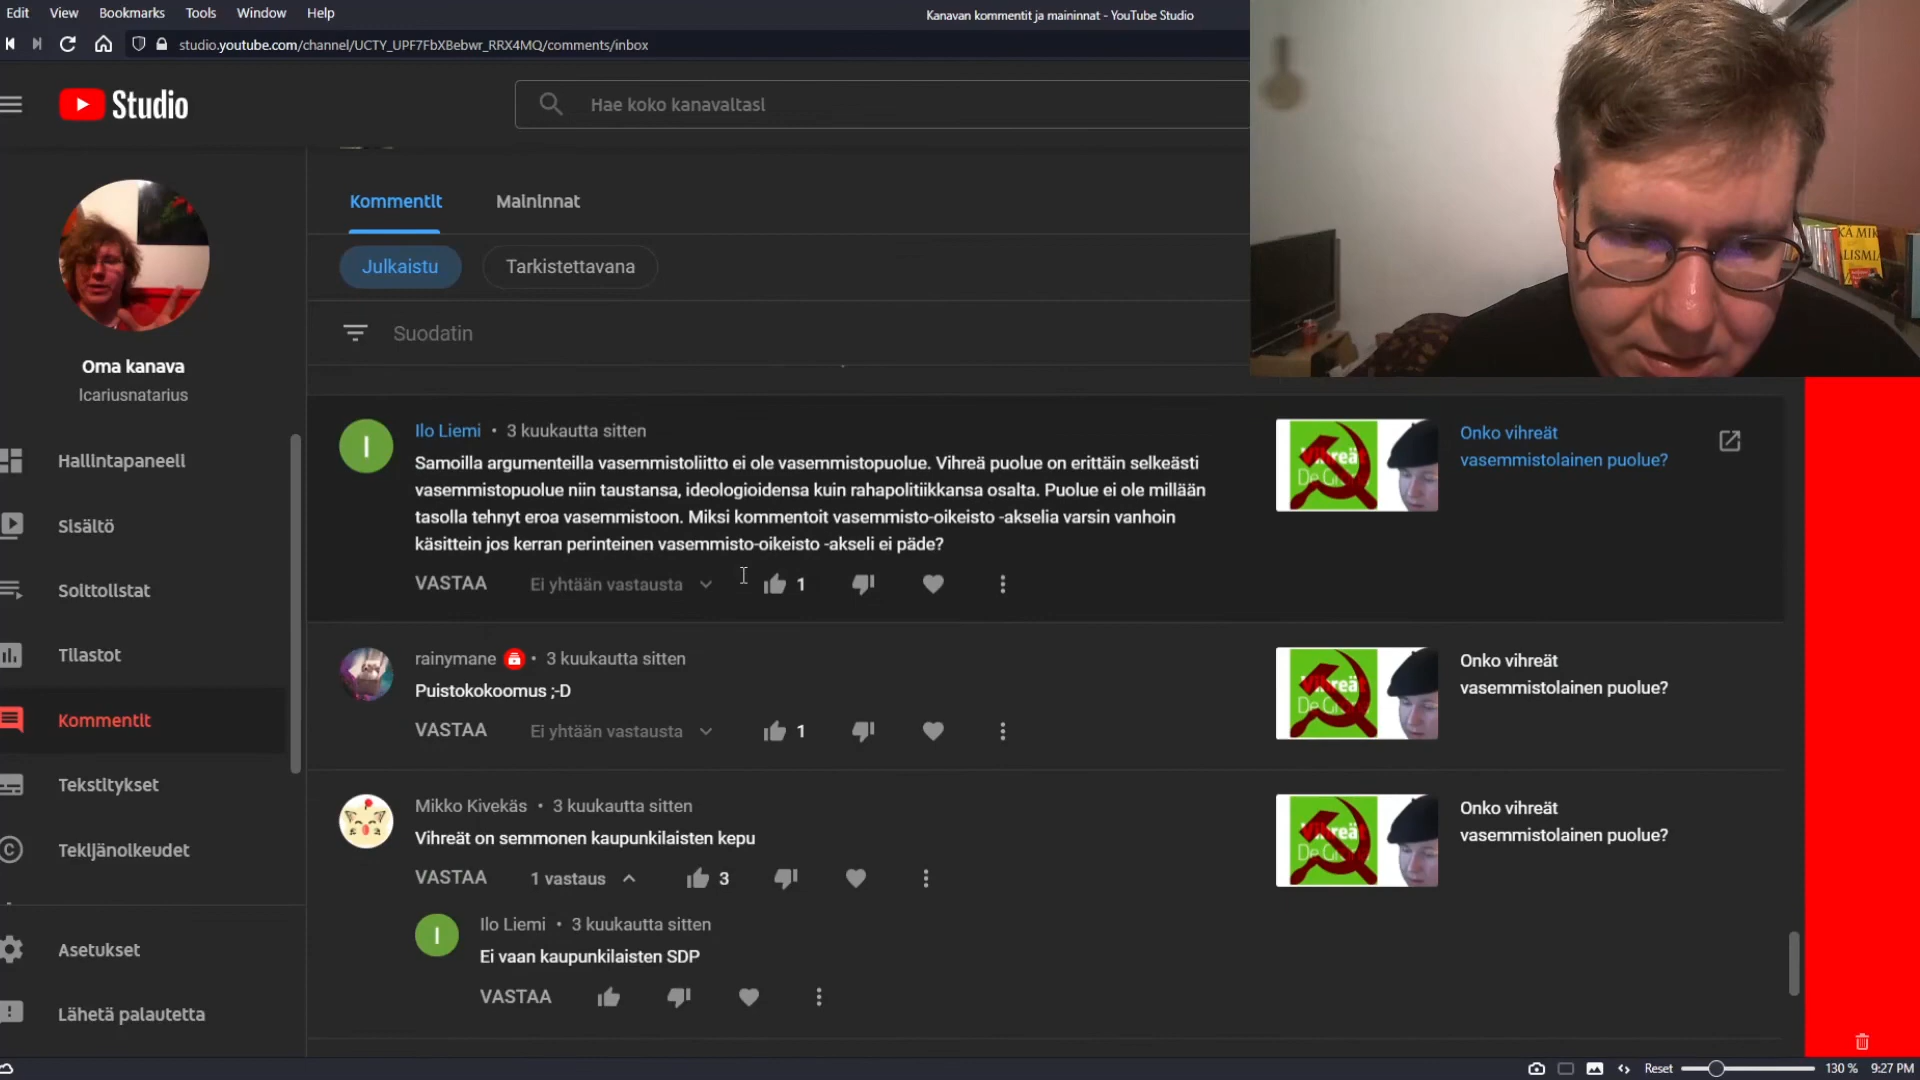 Edit View Bookmarks Tools Window Help
Kanavan kommentit ja maininnat - YouTube Studio
studio.youtube.com/channel/UCTY_UPF7FbXBebwr_RRX4MQ/comments/inbox
Studio
Hae koko kanavaltasi
Oma kanava
Icariusnatarius
Hallintapaneeli
Sisältö
Soittolistat
Tilastot
Kommentit
Tekstitykset
Tekijänoikeudet
Asetukset
Lähetä palautetta
Kommentit Maininnat
Julkaistu Tarkistettavana
Suodatin
Ilo Liemi • 3 kuukautta sitten
Samoilla argumenteilla vasemmistoliitto ei ole vasemmistopuolue. Vihreä puolue on erittäin selkeästi
vasemmistopuolue niin taustansa, ideologioidensa kuin rahapolitiikkansa osalta. Puolue ei ole millään
tasolla tehnyt eroa vasemmistoon. Miksi kommentoit vasemmisto-oikeisto -akselia varsin vanhoin
käsittein jos kerran perinteinen vasemmisto-oikeisto -akseli ei päde?
VASTAA Ei yhtään vastausta 1
Onko vihreät
vasemmistolainen puolue?
rainymane • 3 kuukautta sitten
Puistokokoomus ;-D
VASTAA Ei yhtään vastausta 1
Onko vihreät
vasemmistolainen puolue?
Mikko Kivekäs • 3 kuukautta sitten
Vihreät on semmonen kaupunkilaisten kepu
VASTAA 1 vastaus 3
Onko vihreät
vasemmistolainen puolue?
I
I
Ilo Liemi • 3 kuukautta sitten
Ei vaan kaupunkilaisten SDP
VASTAA
KA MIK
ALISMI
Reset 130 % 9:27 PM